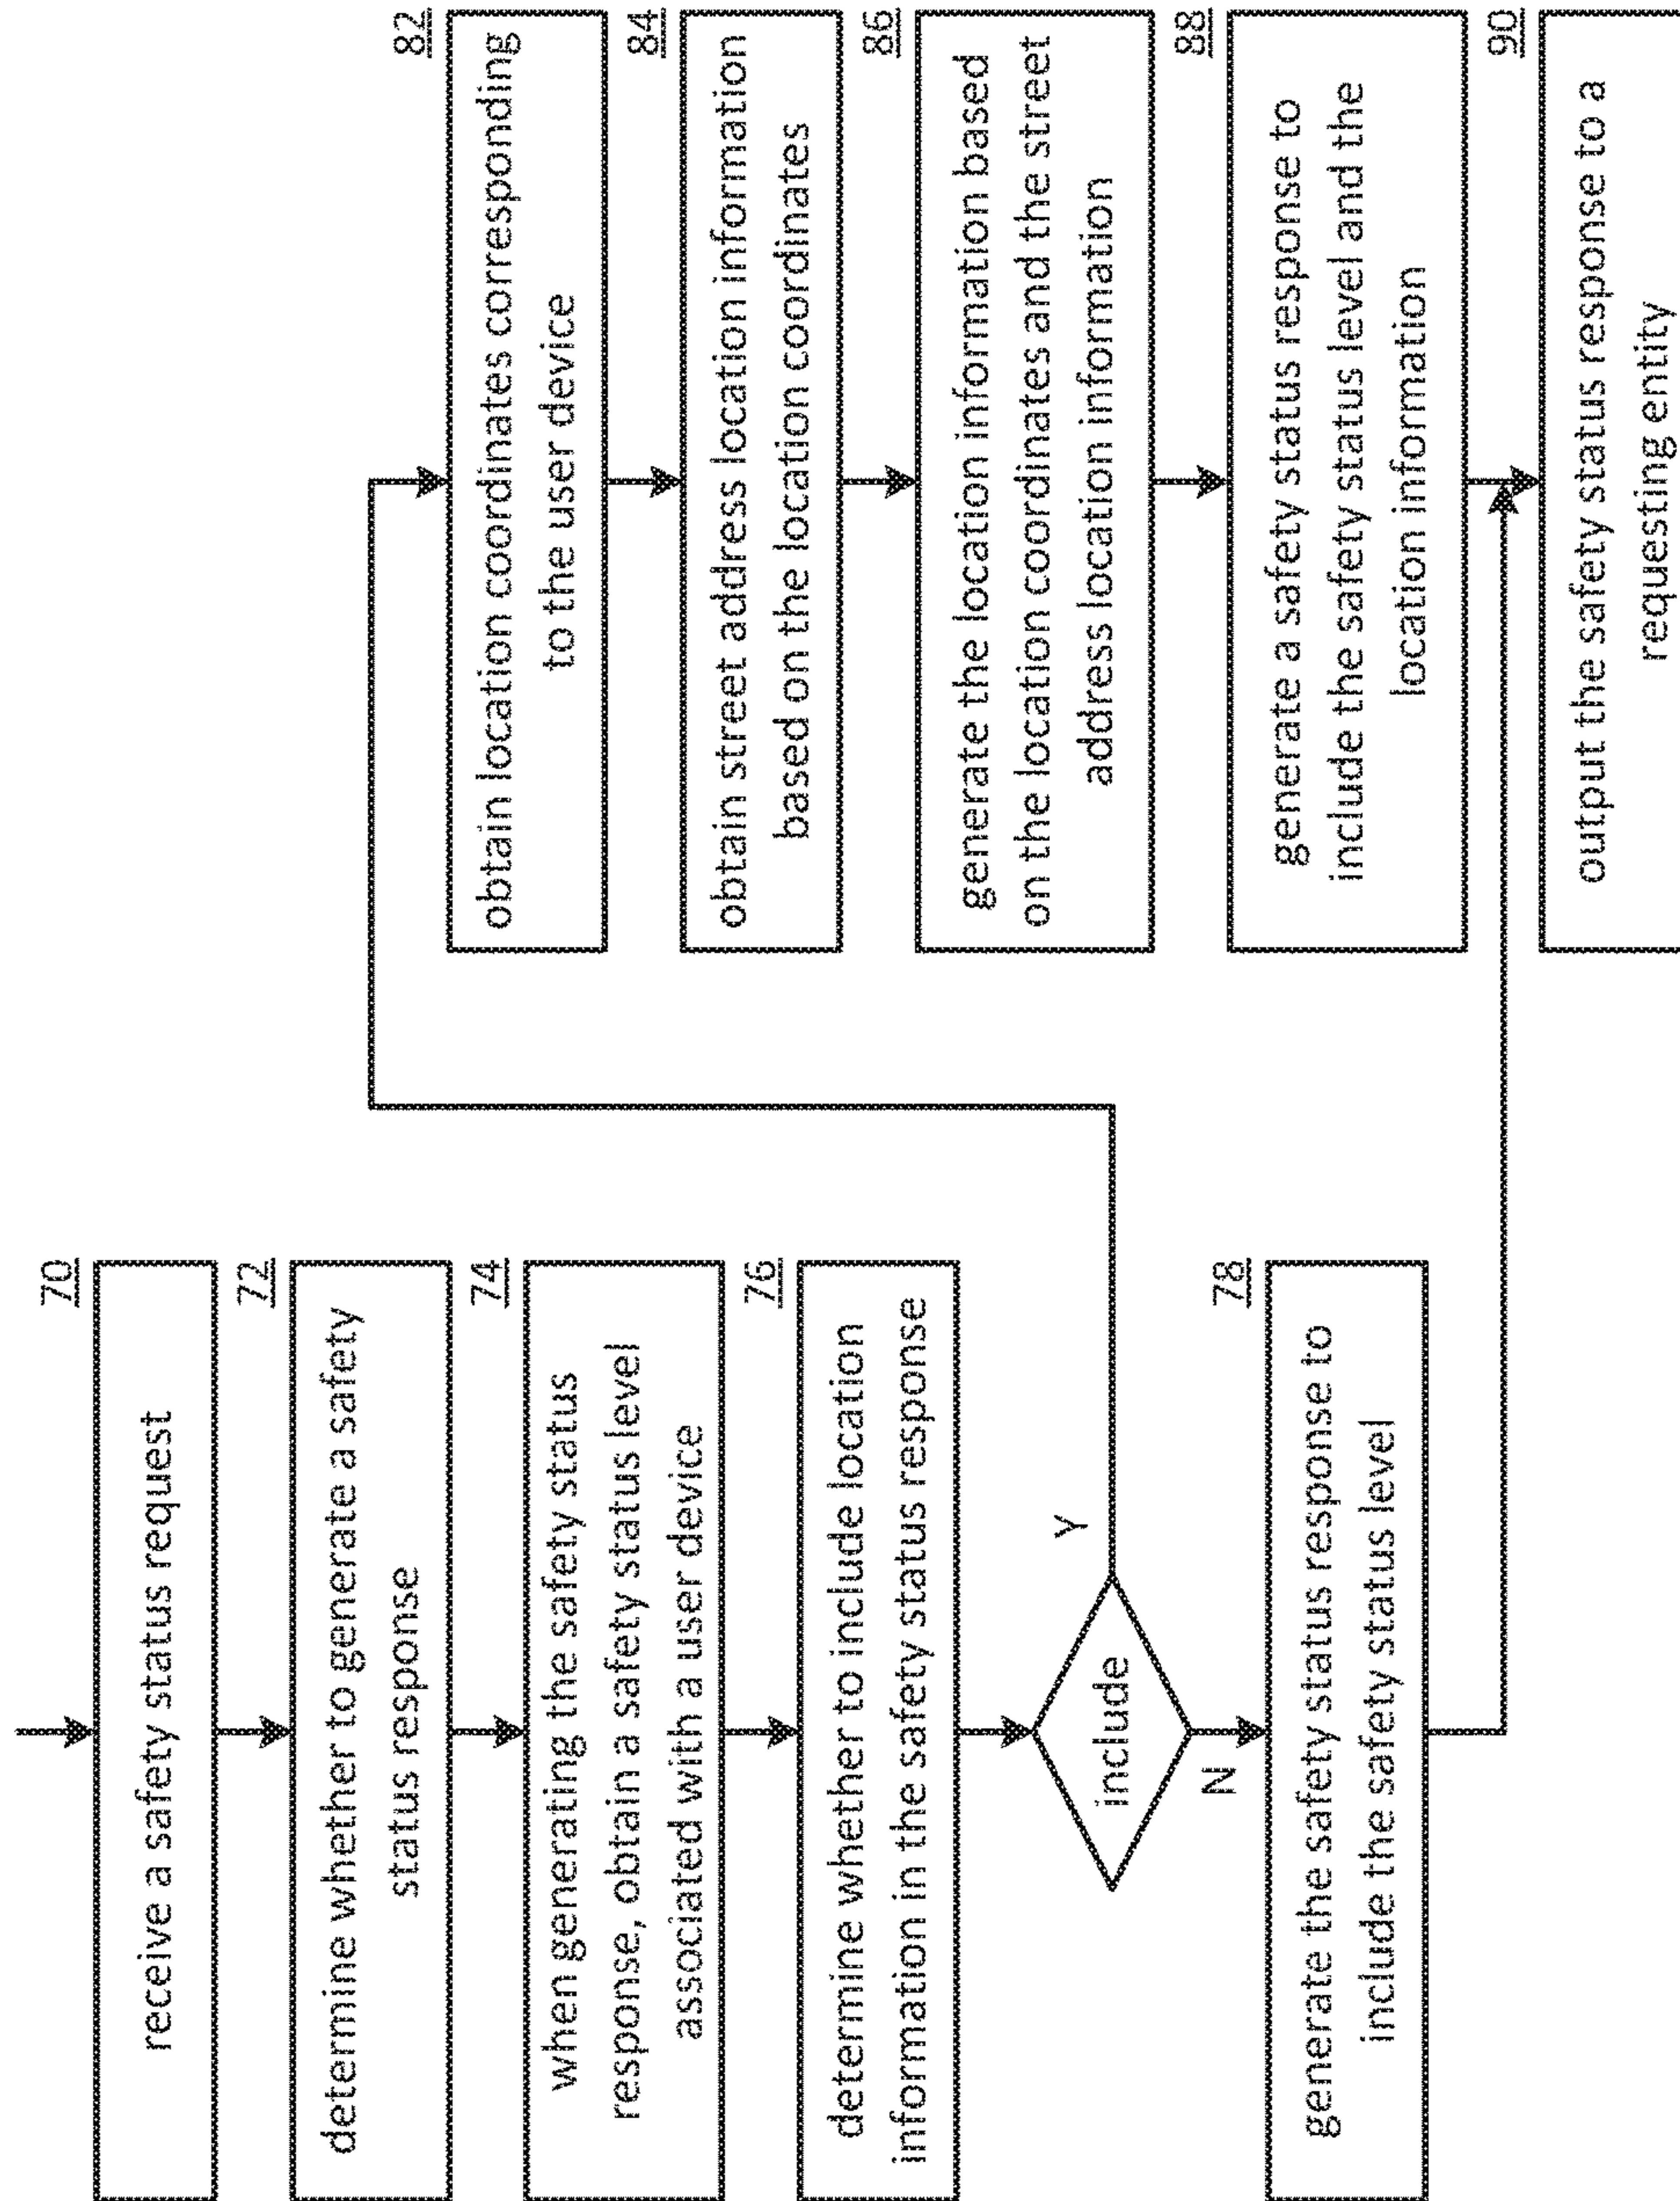 70
receive a safety status request
72
determine whether to generate a safety
status response
74
when generating the safety status
response, obtain a safety status level
associated with a user device
76
determine whether to include location
information in the safety status response
include
Y
N
78
generate the safety status response to
include the safety status level
82
obtain location coordinates corresponding
to the user device
84
obtain street address location information
based on the location coordinates
86
generate the location information based
on the location coordinates and the street
address location information
88
generate a safety status response to
include the safety status level and the
location information
90
output the safety status response to a
requesting entity